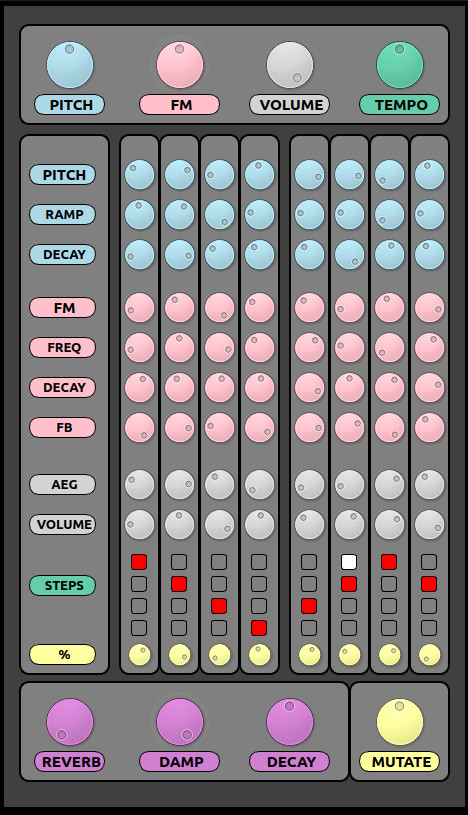 PITCH FM VOLUME TEMPO
PITCH
RAMP
DECAY
FM
FREQ
DECAY
FB
AEG
VOLUME
STEPS
%
REVERB DAMP DECAY MUTATE